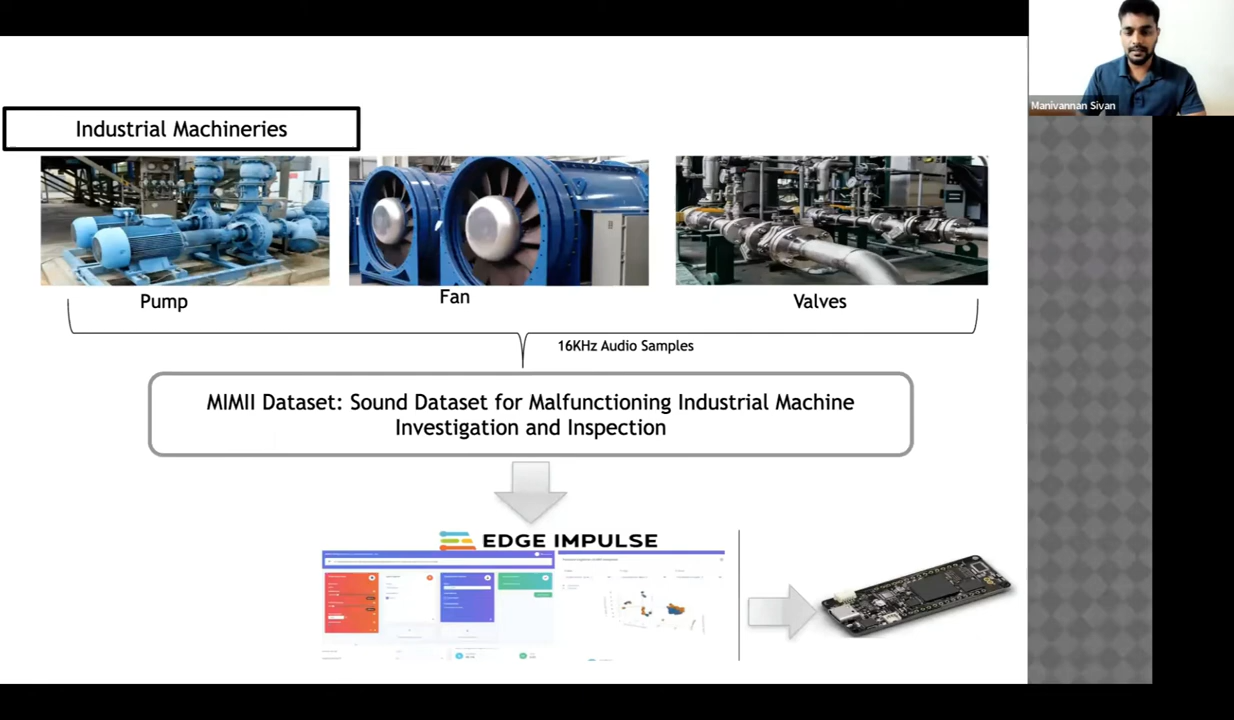 Manivannan Sivan
Industrial Machineries
Pump
Fan
Valves
16KHz Audio Samples
MIMII Dataset: Sound Dataset for Malfunctioning Industrial Machine
Investigation and Inspection
EDGE IMPULSE